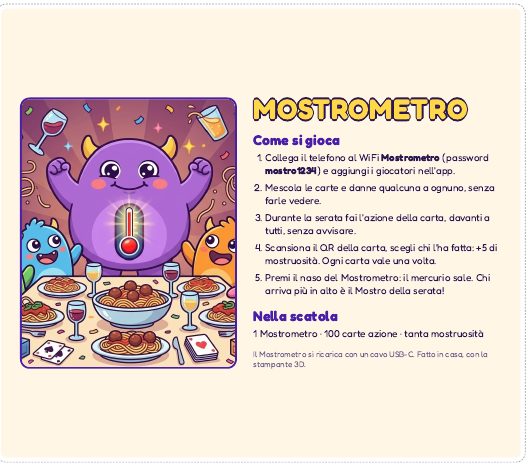 MOSTROMETRO
Come si gioca
1. Collega il telefono al WiFi Mostrometro (password
mostro1234) e aggiungi i giocatori nell'app.
2. Mescola le carte e danne qualcuna a ognuno, senza
farle vedere.
3. Durante la serata fai l'azione della carta, davanti a
tutti, senza avvisare.
4. Scansiona il QR della carta, scegli chi l'ha fatta: +5 di
mostruosità. Ogni carta vale una volta.
5. Premi il naso del Mostrometro: il mercurio sale. Chi
arriva più in alto è il Mostro della serata!
Nella scatola
1 Mostrometro · 100 carte azione · tanta mostruosità
Il Mostrometro si ricarica con un cavo USB-C. Fatto in casa, con la
stampante 3D.